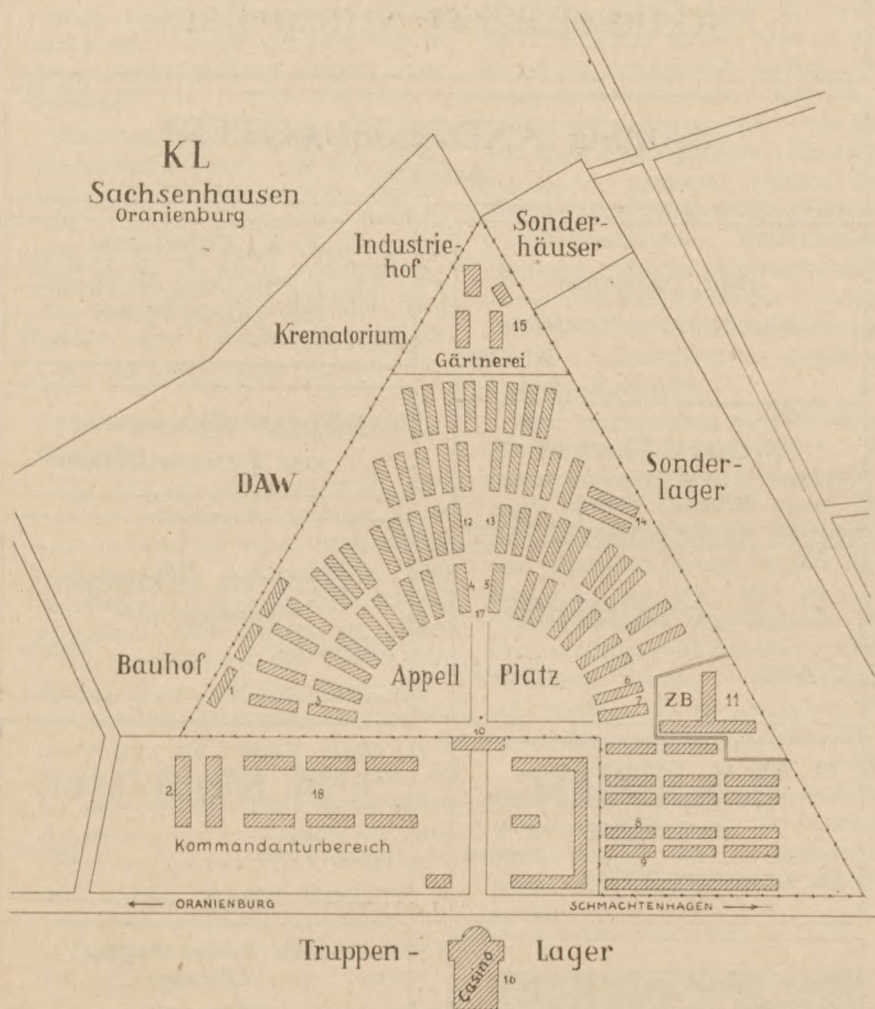 KL
Sachsenhausen
Oranienburg
Industrie-
hof
Sonder-
häuser
Krematorium
15
Gärtnerei
DAW
Sonder-
lager
12
13
14
4
5
17
Bauhof
Appell
Platz
1
3
6
7
ZB
11
10
2
18
8
9
Kommandanturbereich
ORANIENBURG
SCHMACHTENHAGEN
Truppen -
Lager
Casino
16